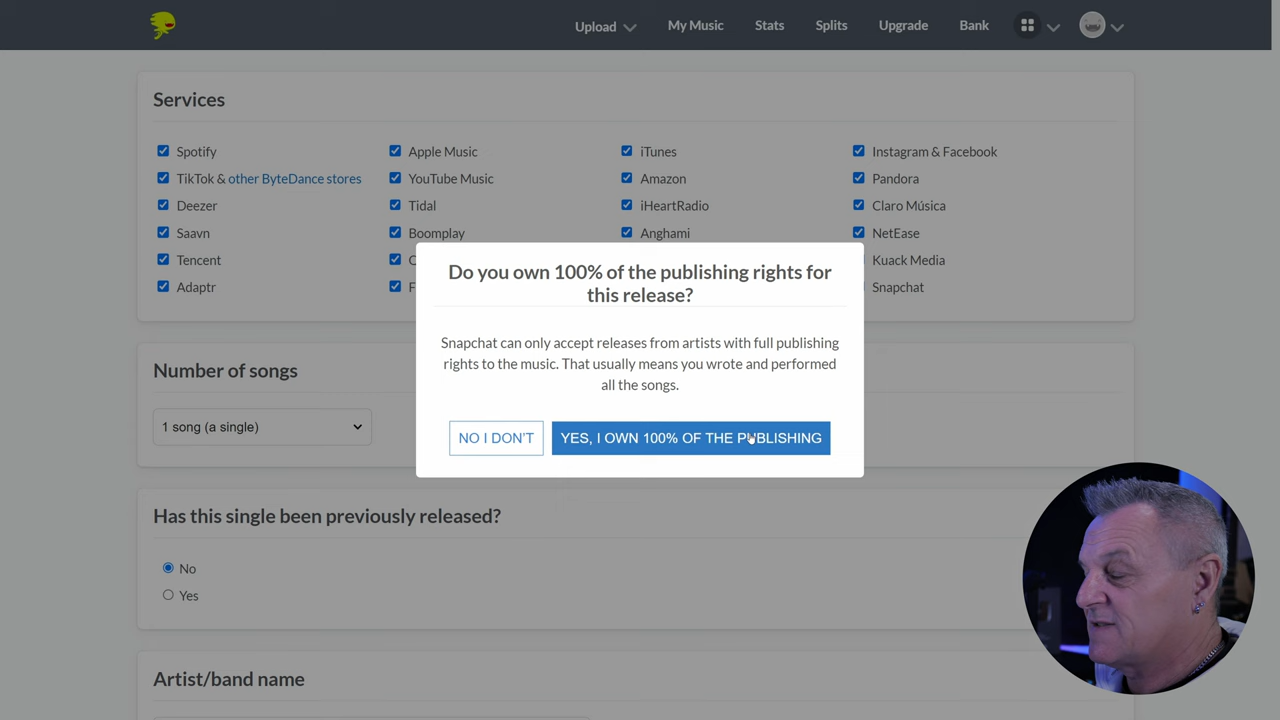 Upload
My Music
Stats
Splits
Upgrade
Bank
Services
Spotify
Apple Music
iTunes
Instagram & Facebook
TikTok & other ByteDance stores
YouTube Music
Amazon
Pandora
Deezer
Tidal
iHeartRadio
Claro Música
Saavn
Boomplay
Anghami
NetEase
Tencent
Kuack Media
Adaptr
Snapchat
Do you own 100% of the publishing rights for
this release?
Snapchat can only accept releases from artists with full publishing
rights to the music. That usually means you wrote and performed
all the songs.
NO I DON'T
YES, I OWN 100% OF THE PUBLISHING
Number of songs
1 song (a single)
Has this single been previously released?
No
Yes
Artist/band name